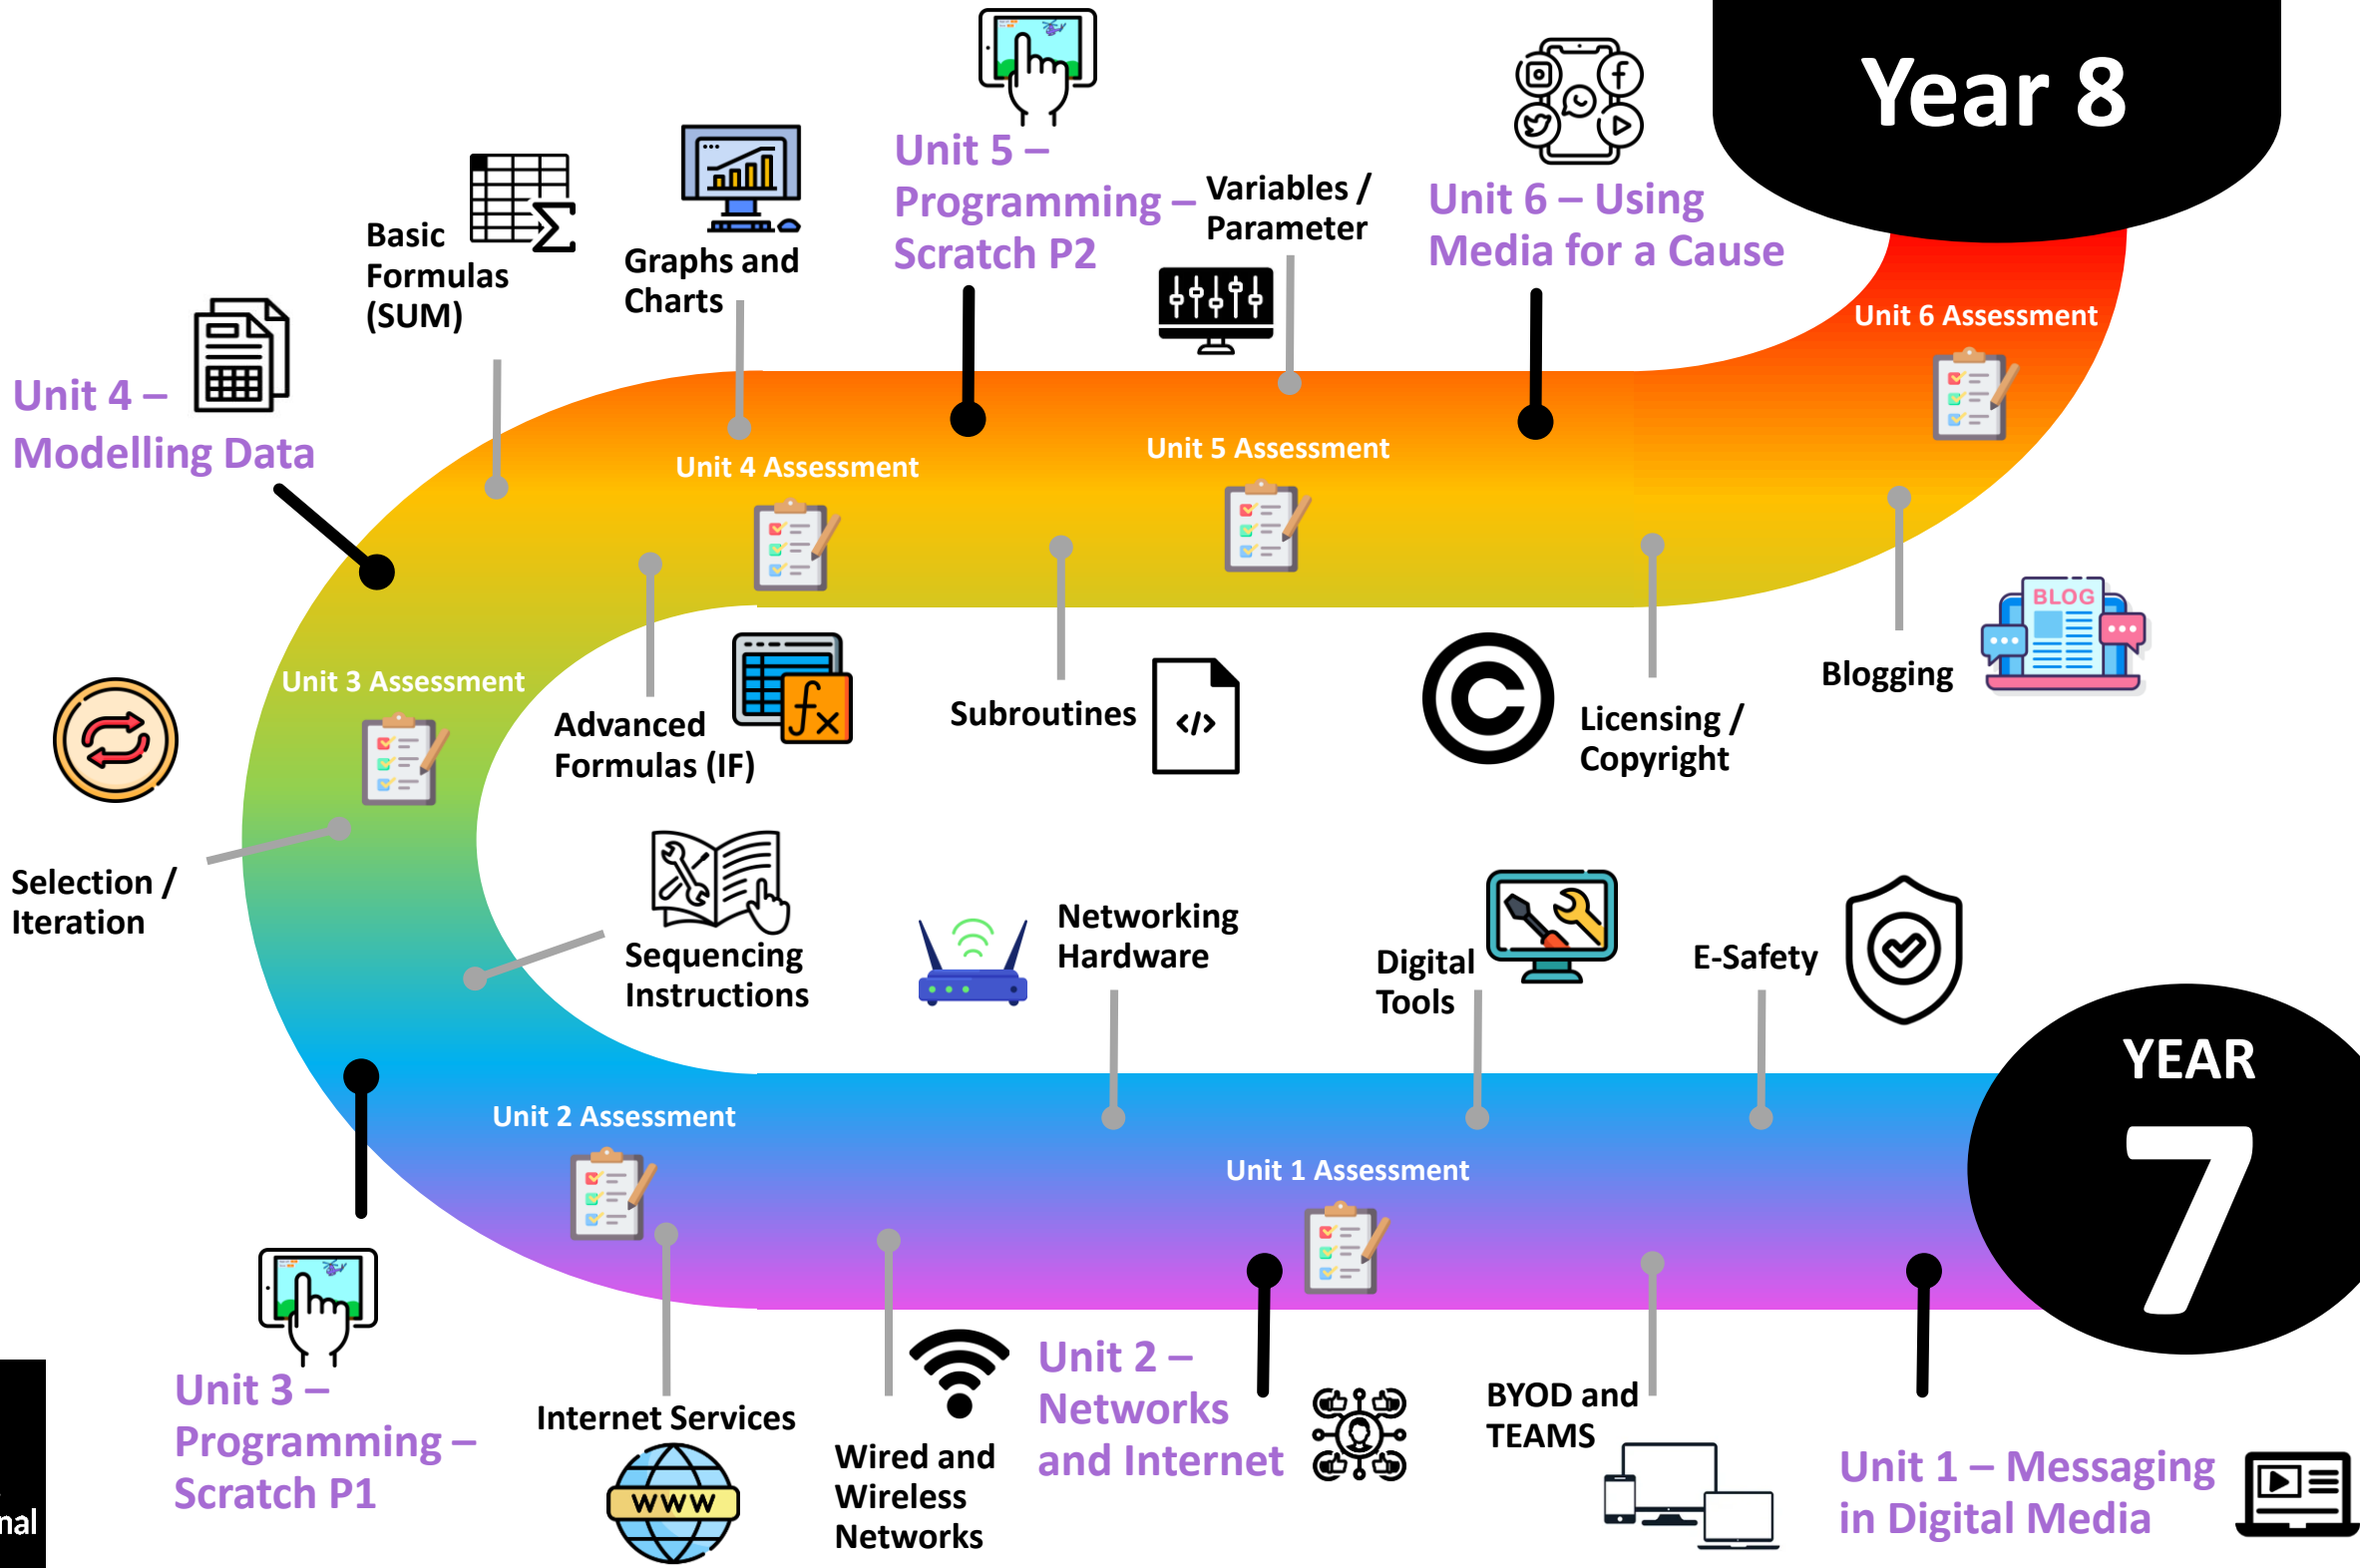 Year 8
Unit 5 –
Programming –
Scratch P2
Variables /
Parameter
Unit 6 – Using
Media for a Cause
Basic
Formulas
(SUM)
Graphs and
Charts
Unit 6 Assessment
Unit 4 –
Modelling Data
Unit 4 Assessment
Unit 5 Assessment
BLOG
Unit 3 Assessment
Advanced
Formulas (IF)
fx
Subroutines
</>
C
Licensing /
Copyright
Blogging
Selection /
Iteration
Sequencing
Instructions
Networking
Hardware
Digital
Tools
E-Safety
YEAR
7
Unit 2 Assessment
Unit 1 Assessment
Unit 3 –
Programming –
Scratch P1
Internet Services
WWW
Wired and
Wireless
Networks
Unit 2 –
Networks
and Internet
BYOD and
TEAMS
Unit 1 – Messaging
in Digital Media